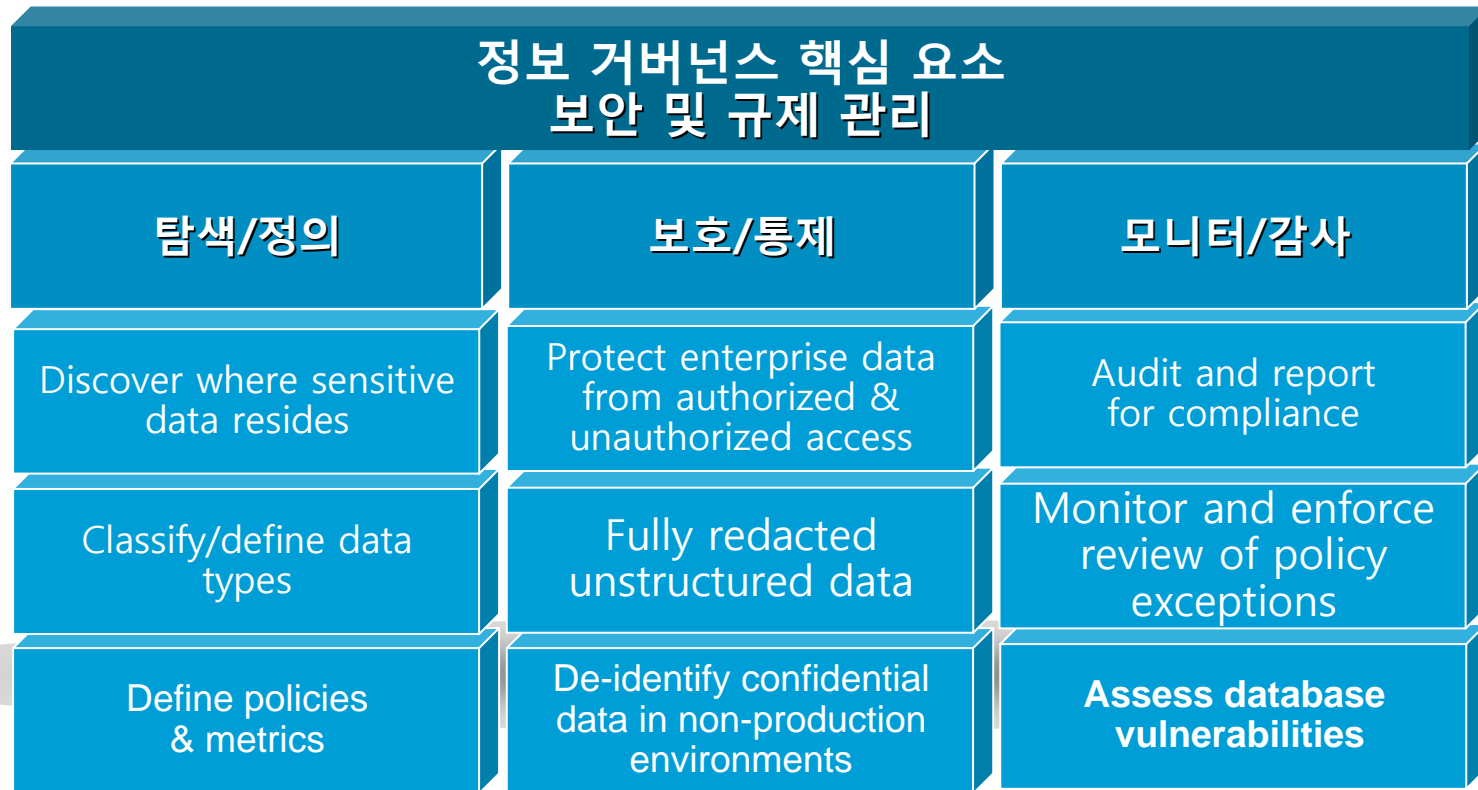 정보 거버넌스 핵심 요소
보안 및 규제 관리
탐색/정의
보호/통제
모니터/감사
Discover where sensitive
data resides
Protect enterprise data
from authorized &
unauthorized access
Audit and report
for compliance
Classify/define data
types
Fully redacted
unstructured data
Monitor and enforce
review of policy
exceptions
Define policies
& metrics
De-identify confidential
data in non-production
environments
Assess database
vulnerabilities